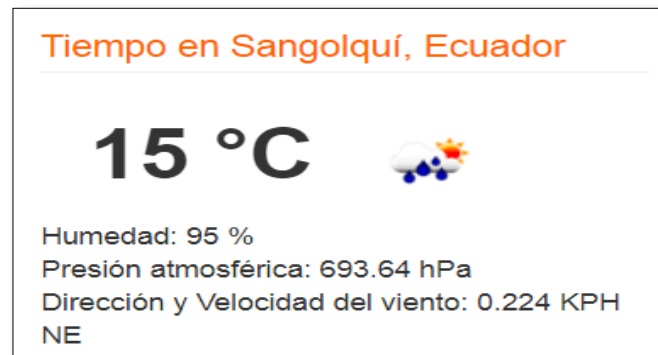 Tiempo en Sangolquí, Ecuador
15 °C
Humedad: 95 %
Presión atmosférica: 693.64 hPa
Dirección y Velocidad del viento: 0.224 KPH
NE